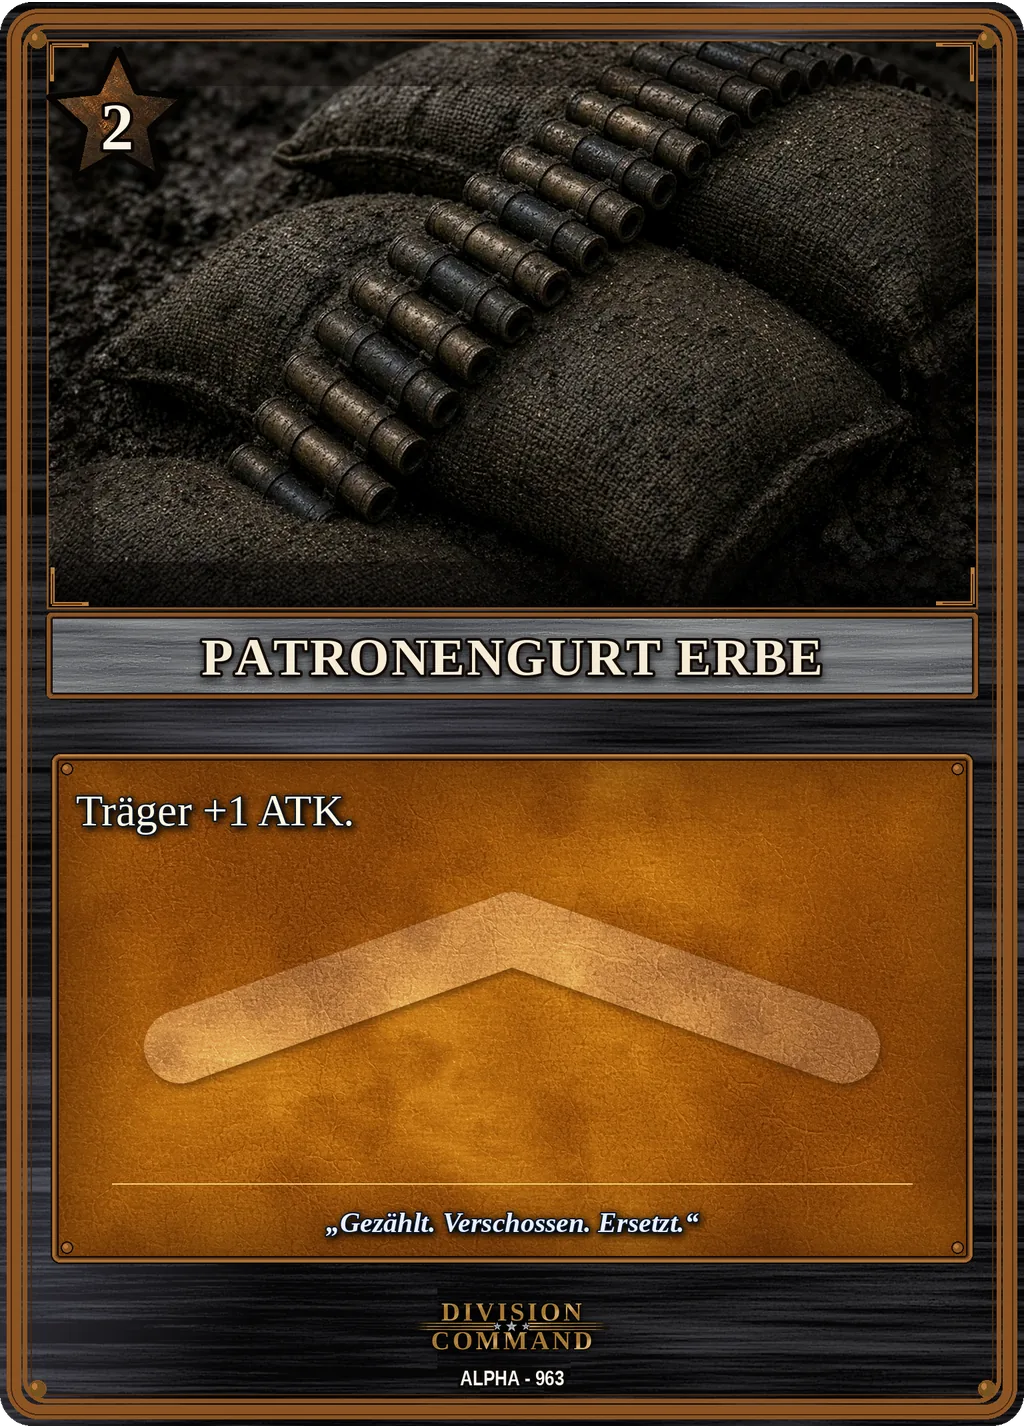 2
PATRONENGURT ERBE
Träger +1 ATK.
„Gezählt. Verschossen. Ersetzt.“
DIVISION
COMMAND
ALPHA - 963